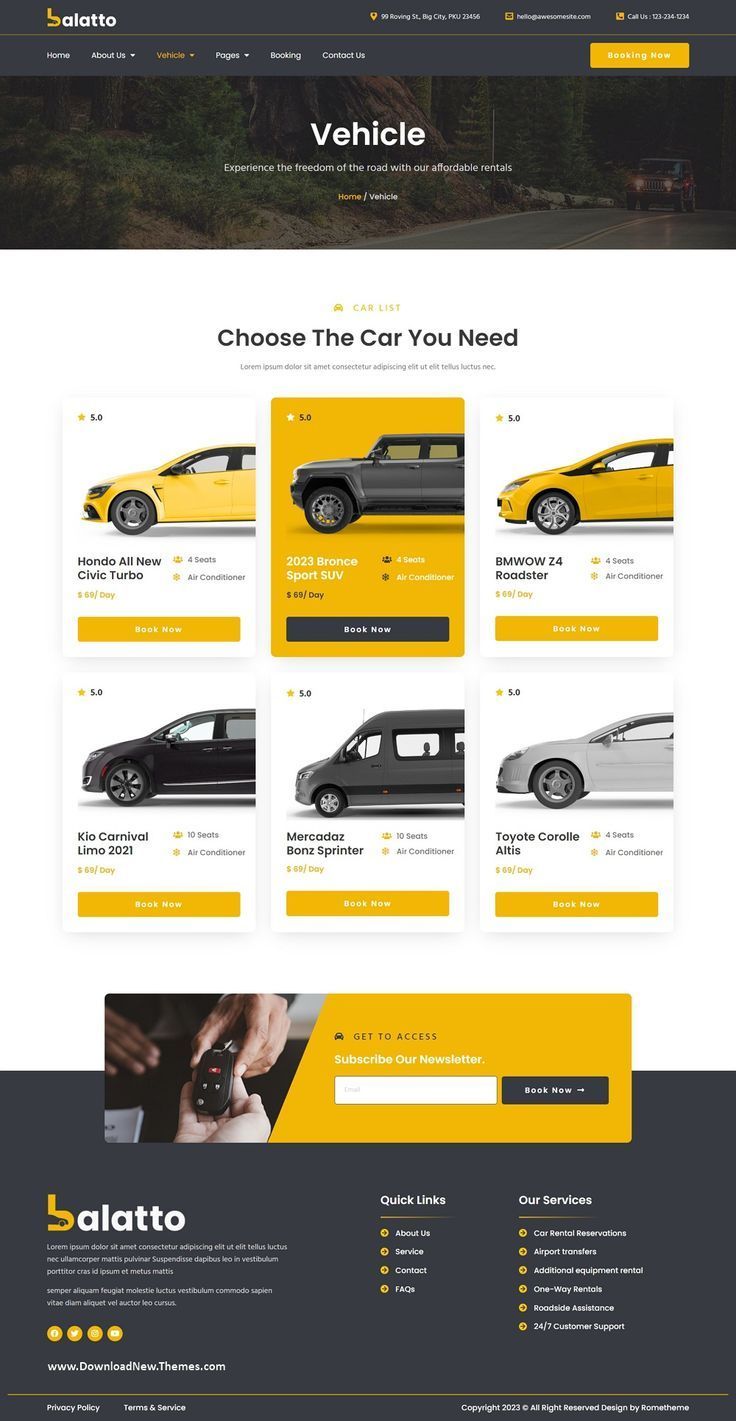 balatto
99 Roving St., Big City, PKU 23456
hello@awesomesite.com
Call Us : 123-234-1234
Home
About Us
Vehicle
Pages
Booking
Contact Us
Booking Now
Vehicle
Experience the freedom of the road with our affordable rentals
Home / Vehicle
CAR LIST
Choose The Car You Need
Lorem ipsum dolor sit amet consectetur adipiscing elit ut elit tellus luctus nec.
5.0
Hondo All New
Civic Turbo
4 Seats
Air Conditioner
$ 69/ Day
Book Now
5.0
2023 Bronce
Sport SUV
4 Seats
Air Conditioner
$ 69/ Day
Book Now
5.0
BMWOW Z4
Roadster
4 Seats
Air Conditioner
$ 69/ Day
Book Now
5.0
Kio Carnival
Limo 2021
10 Seats
Air Conditioner
$ 69/ Day
Book Now
5.0
Mercadaz
Bonz Sprinter
10 Seats
Air Conditioner
$ 69/ Day
Book Now
5.0
Toyote Corolle
Altis
4 Seats
Air Conditioner
$ 69/ Day
Book Now
GET TO ACCESS
Subscribe Our Newsletter.
Email
Book Now
balatto
Lorem ipsum dolor sit amet consectetur adipiscing elit ut elit tellus luctus
nec ullamcorper mattis pulvinar Suspendisse dapibus leo in vestibulum
porttitor cras id ipsum et metus mattis
semper aliquam feugiat molestie luctus vestibulum commodo sapien
vitae diam aliquet vel auctor leo cursus.
www.DownloadNew.Themes.com
Quick Links
About Us
Service
Contact
FAQs
Our Services
Car Rental Reservations
Airport transfers
Additional equipment rental
One-Way Rentals
Roadside Assistance
24/7 Customer Support
Privacy Policy
Terms & Service
Copyright 2023 © All Right Reserved Design by Rometheme